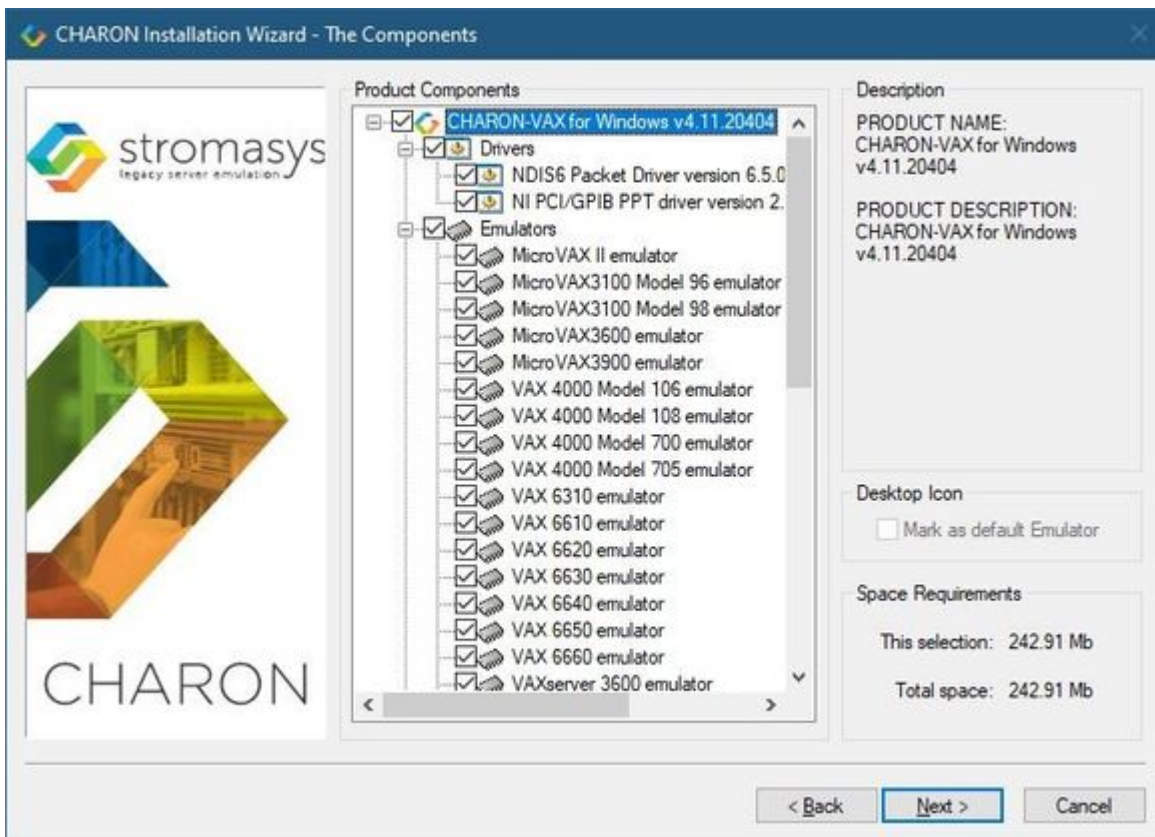 CHARON Installation Wizard - The Components
stromasys
legacy server emulation
CHARON
Product Components
CHARON-VAX for Windows v4.11.20404
Drivers
NDIS6 Packet Driver version 6.5.0
NI PCI/GPIB PPT driver version 2.
Emulators
MicroVAX II emulator
MicroVAX3100 Model 96 emulator
MicroVAX3100 Model 98 emulator
MicroVAX3600 emulator
MicroVAX3900 emulator
VAX 4000 Model 106 emulator
VAX 4000 Model 108 emulator
VAX 4000 Model 700 emulator
VAX 4000 Model 705 emulator
VAX 6310 emulator
VAX 6610 emulator
VAX 6620 emulator
VAX 6630 emulator
VAX 6640 emulator
VAX 6650 emulator
VAX 6660 emulator
VAXserver 3600 emulator
Description
PRODUCT NAME:
CHARON-VAX for Windows
v4.11.20404
PRODUCT DESCRIPTION:
CHARON-VAX for Windows
v4.11.20404
Desktop Icon
Mark as default Emulator
Space Requirements
This selection: 242.91 Mb
Total space: 242.91 Mb
< Back Next > Cancel